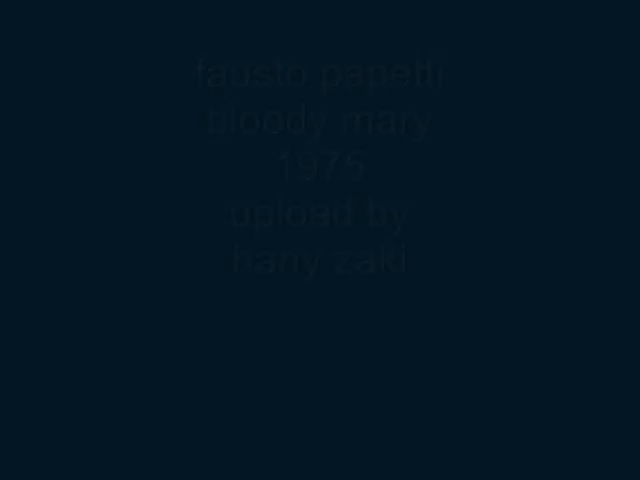 fausto papetti
bloody mary
1975
upload by
hany zaki